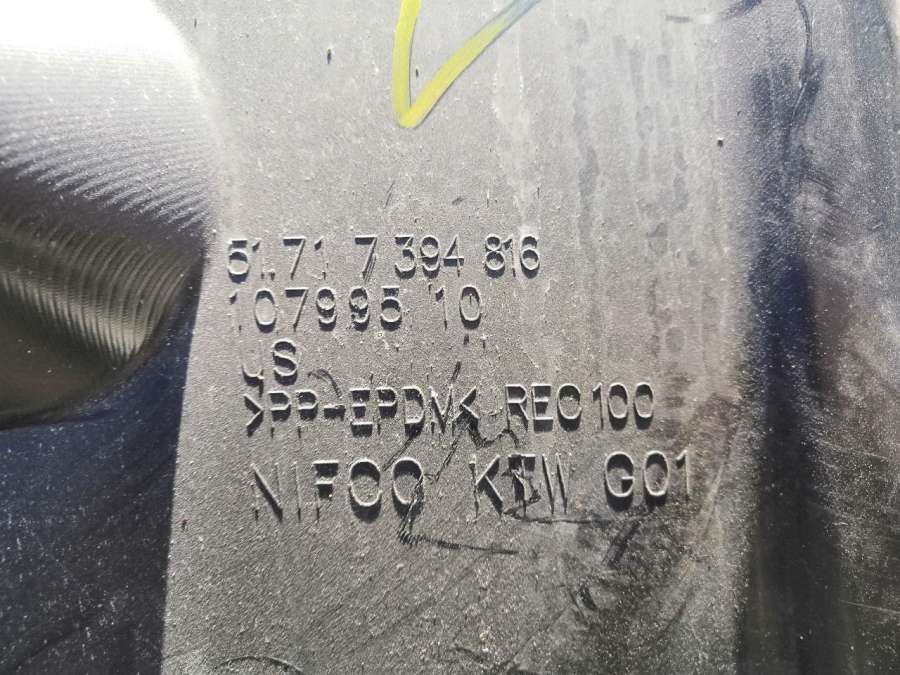 51.71 7 394 816
107995 10
US
>PP-EPDM< REC100
NIFCO KTW G01